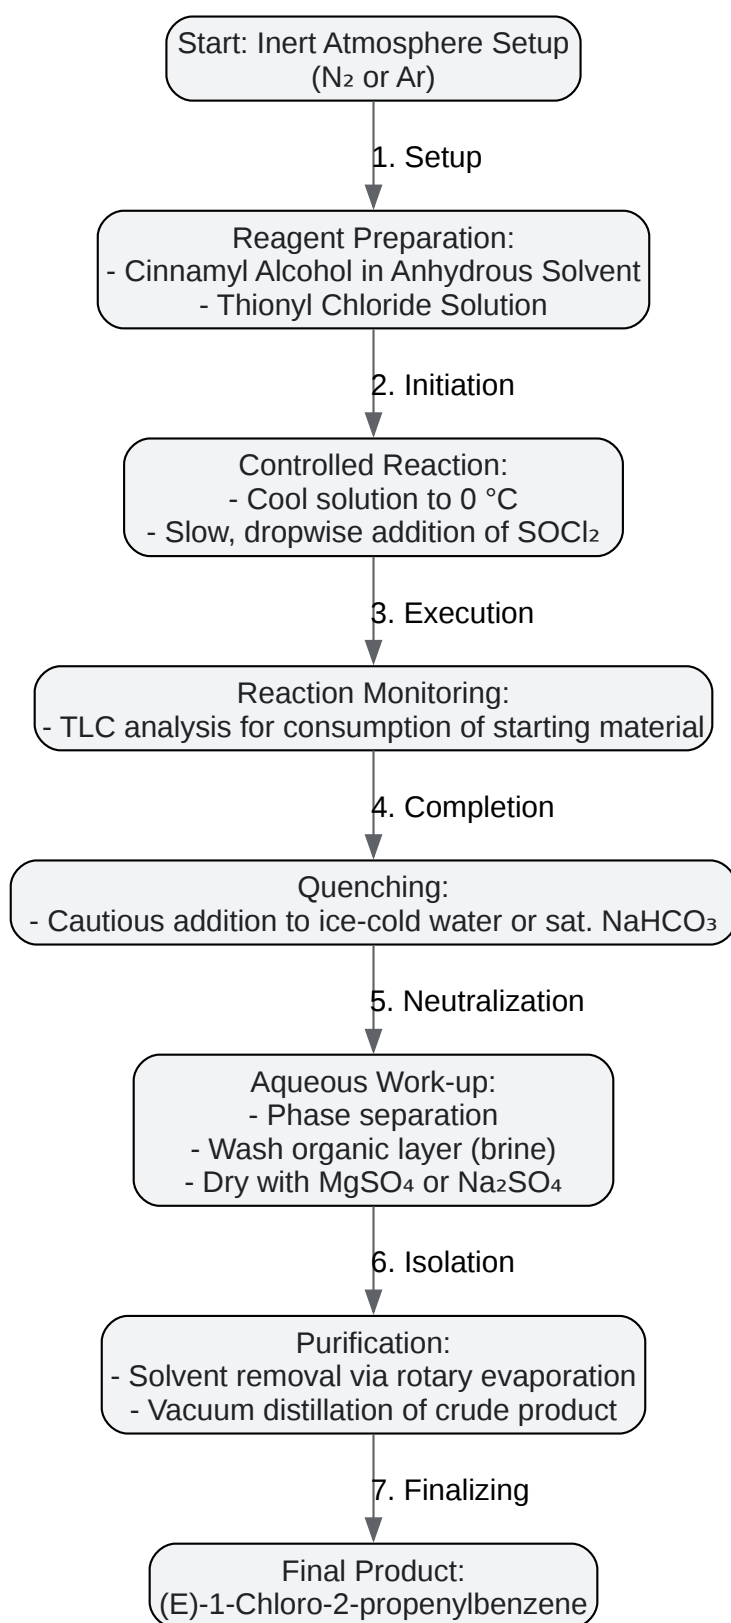 Start: Inert Atmosphere Setup
(N₂ or Ar)
1. Setup
Reagent Preparation:
- Cinnamyl Alcohol in Anhydrous Solvent
- Thionyl Chloride Solution
2. Initiation
Controlled Reaction:
- Cool solution to 0 °C
- Slow, dropwise addition of SOCl₂
3. Execution
Reaction Monitoring:
- TLC analysis for consumption of starting material
4. Completion
Quenching:
- Cautious addition to ice-cold water or sat. NaHCO₃
5. Neutralization
Aqueous Work-up:
- Phase separation
- Wash organic layer (brine)
- Dry with MgSO₄ or Na₂SO₄
6. Isolation
Purification:
- Solvent removal via rotary evaporation
- Vacuum distillation of crude product
7. Finalizing
Final Product:
(E)-1-Chloro-2-propenylbenzene